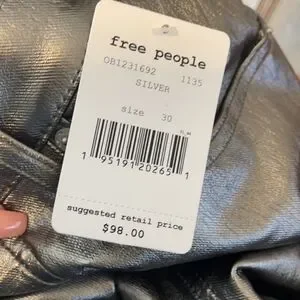 free people
OB1231692 1135
SILVER
size 30
1 95191 20265 1
suggested retail price
$98.00